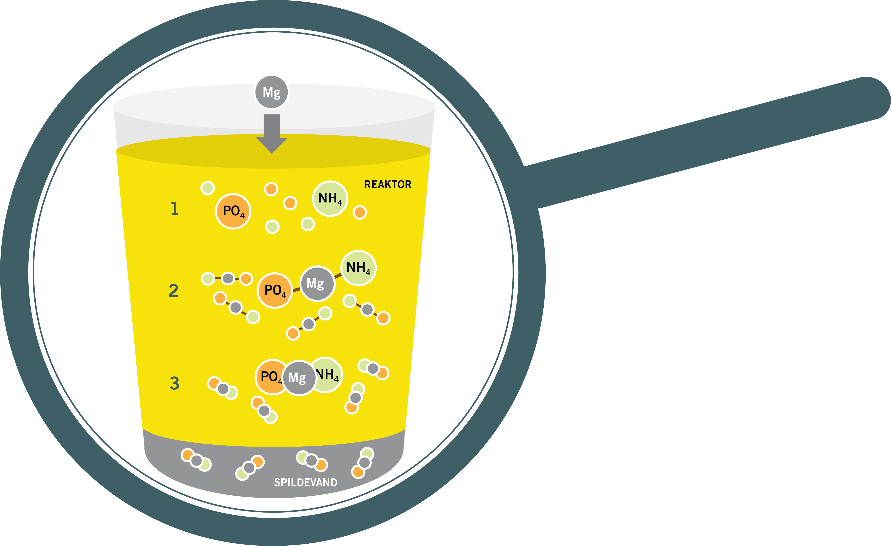 Mg
REAKTOR
1 PO4 NH4
2 PO4 Mg NH4
3 PO4 Mg NH4
SPILDEVAND